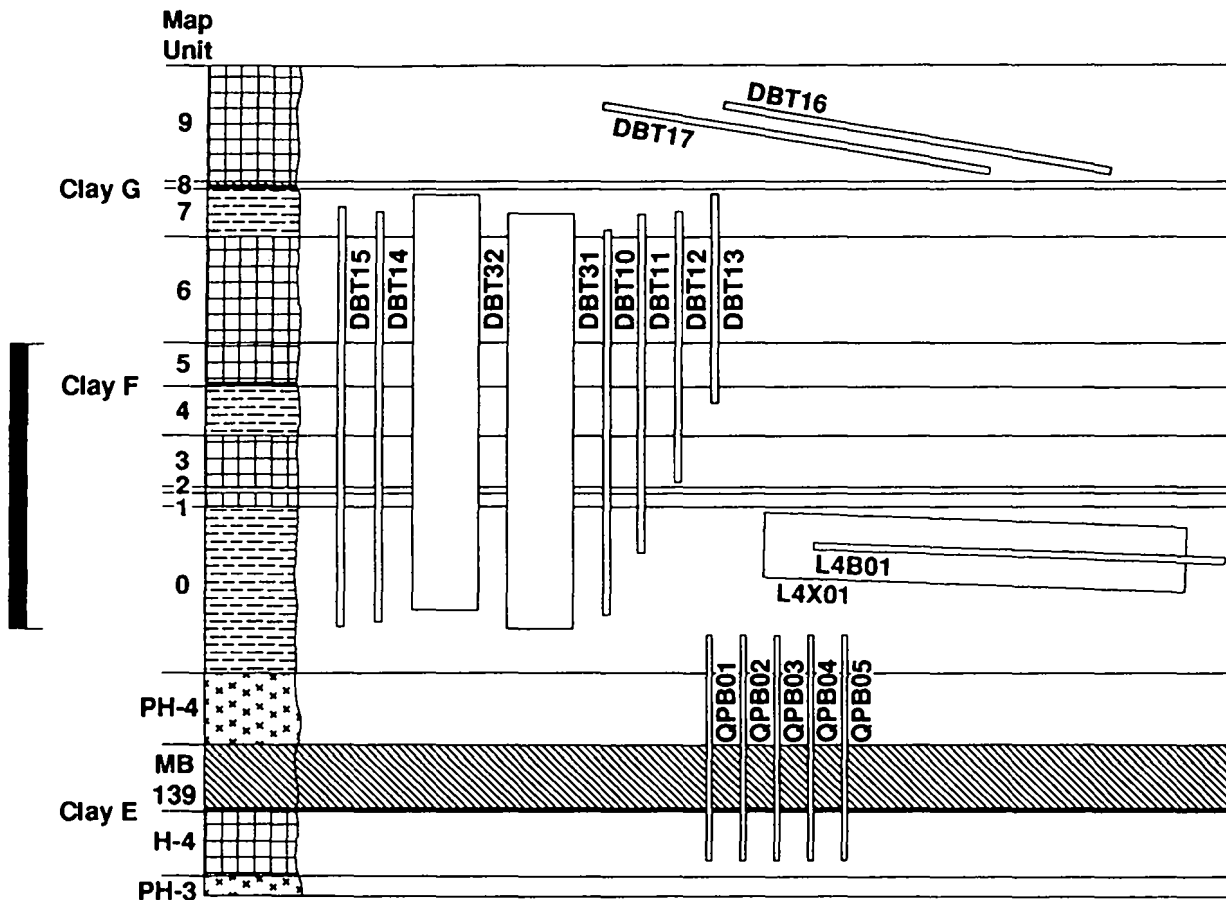 Map
Unit
9
Clay G
8
7
6
5
Clay F
4
3
2
1
0
PH-4
MB
139
Clay E
H-4
PH-3
DBT16
DBT17
DBT15
DBT14
DBT32
DBT31
DBT10
DBT11
DBT12
DBT13
L4B01
L4X01
QPB01
QPB02
QPB03
QPB04
QPB05